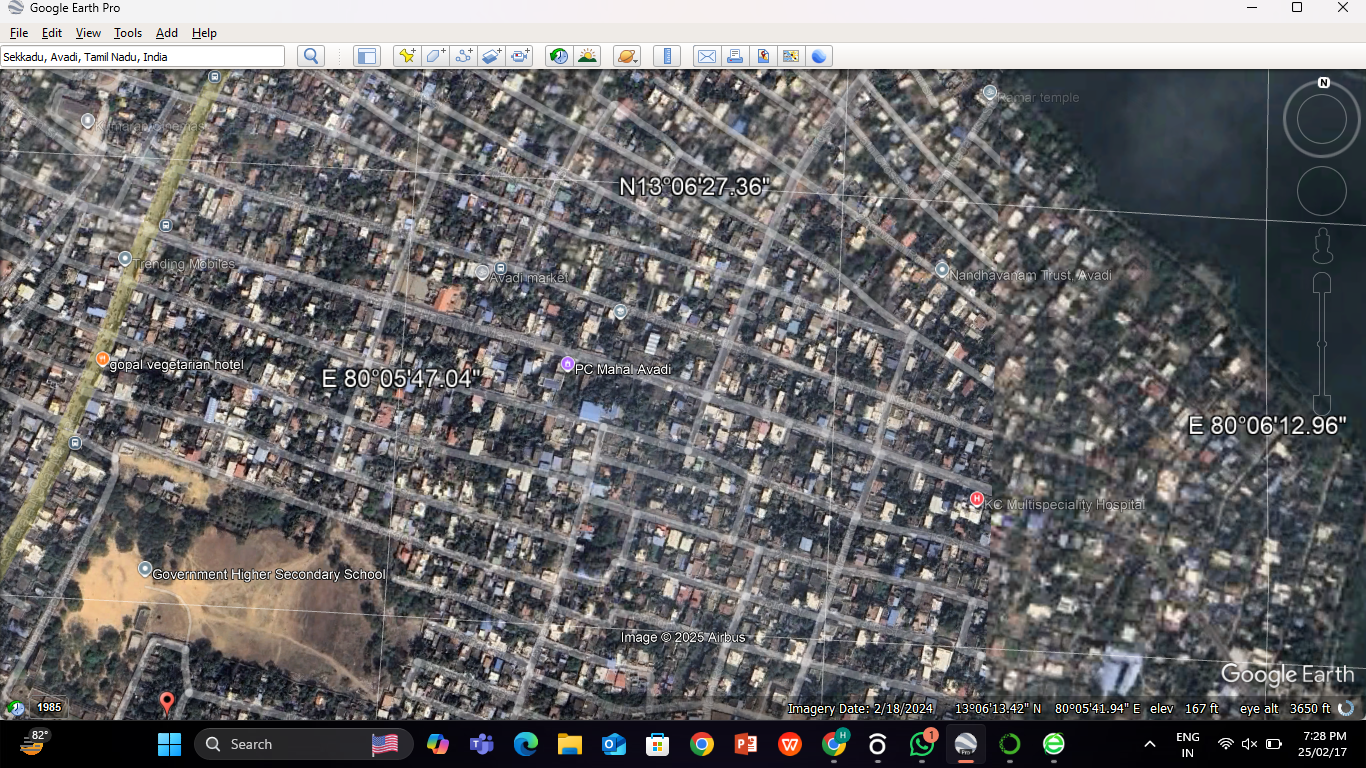 Google Earth Pro
File Edit View Tools Add Help
Sekkadu, Avadi, Tamil Nadu, India
Ramar temple
Kumaran cinemas
N13°06'27.36"
Trending Mobiles
Avadi market
Nandhavanam Trust, Avadi
gopal vegetarian hotel
PC Mahal Avadi
E 80°05'47.04"
E 80°06'12.96"
KC Multispeciality Hospital
Government Higher Secondary School
Image © 2025 Airbus
Google Earth
1985
Imagery Date: 2/18/2024 13°06'13.42" N 80°05'41.94" E elev 167 ft eye alt 3650 ft
82°
Search
ENG
IN
7:28 PM
25/02/17